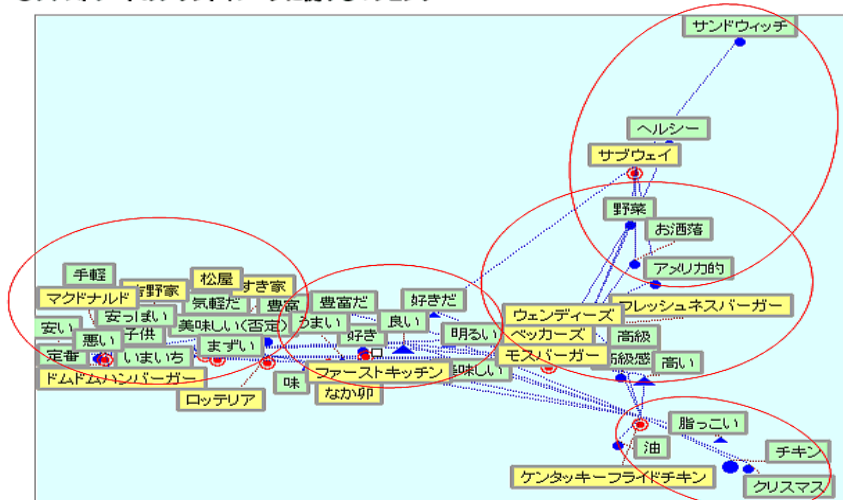 サンドウィッチ
ヘルシー
サブウェイ
野菜
お洒落
アメリカ的
フレッシュネスバーガー
ウェンディーズ
ベッカーズ
モスバーガー
高級
高級感
高い
手軽
マクドナルド
吉野家
松屋
すき家
気軽だ
豊富
安っぽい
安い
悪い
子供
美味しい(否定)
うまい
まずい
定番
いまいち
ドムドムハンバーガー
ロッテリア
豊富だ
好きだ
好き
良い
明るい
味
ファーストキッチン
美味しい
なか卯
脂っこい
油
チキン
ケンタッキーフライドチキン
クリスマス